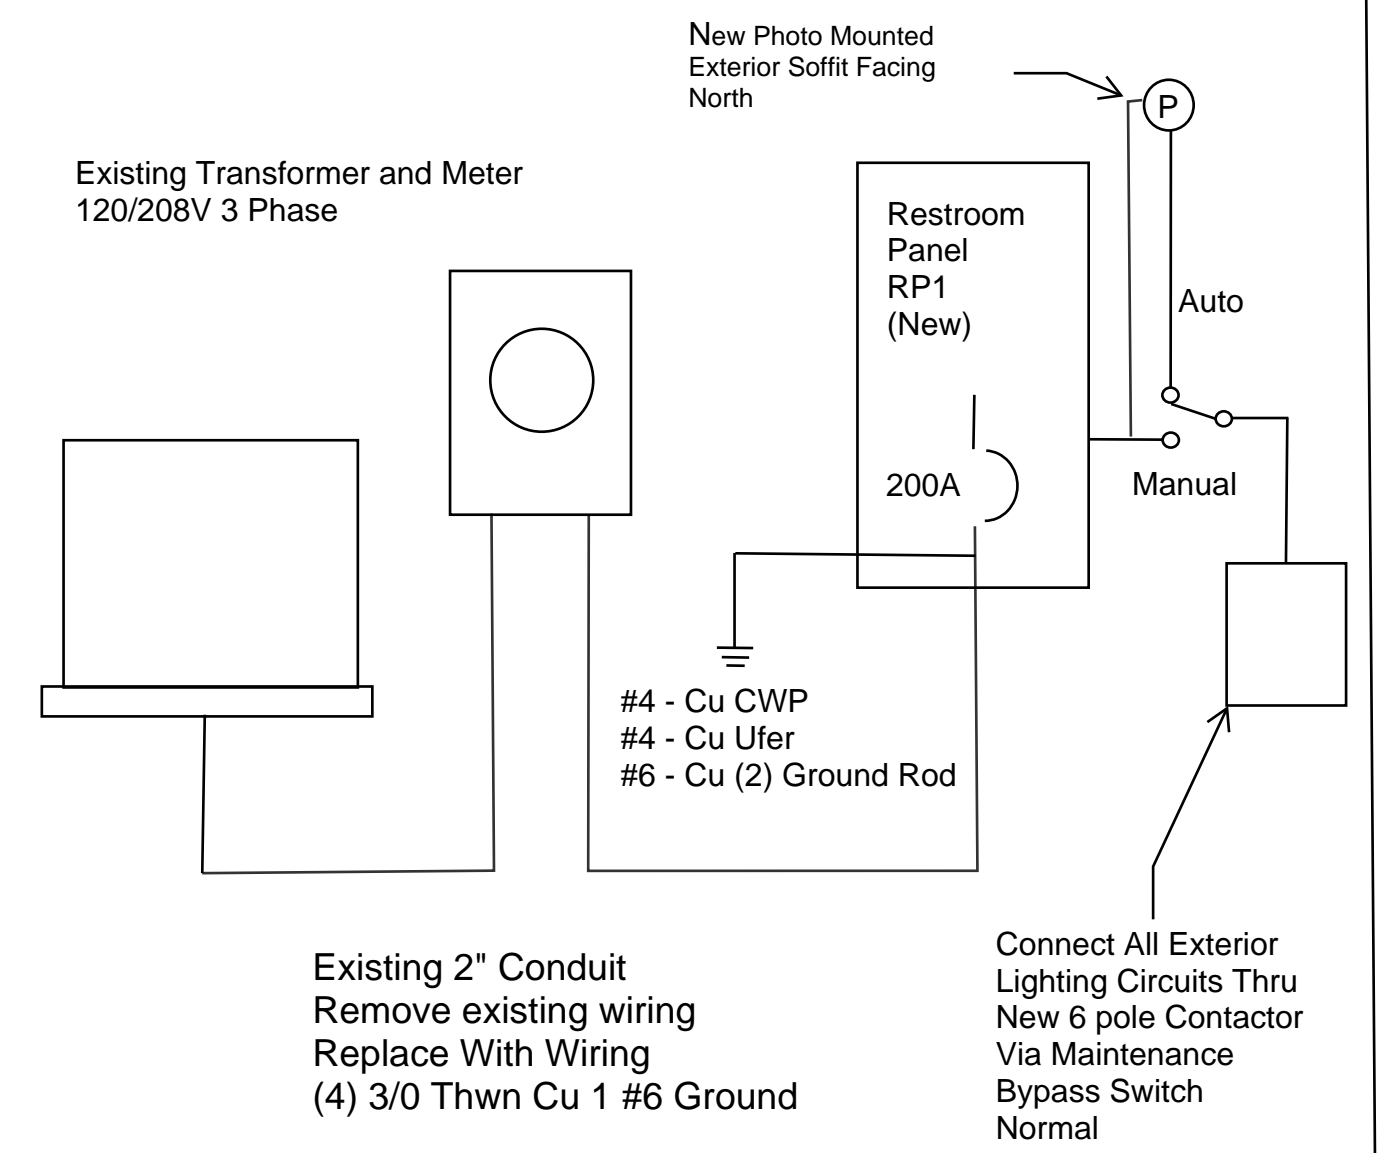 New Photo Mounted
Exterior Soffit Facing
North
P
Existing Transformer and Meter
120/208V 3 Phase
Restroom
Panel
RP1
(New)
Auto
200A
Manual
#4 - Cu CWP
#4 - Cu Ufer
#6 - Cu (2) Ground Rod
Existing 2" Conduit
Remove existing wiring
Replace With Wiring
(4) 3/0 Thwn Cu 1 #6 Ground
Connect All Exterior
Lighting Circuits Thru
New 6 pole Contactor
Via Maintenance
Bypass Switch
Normal